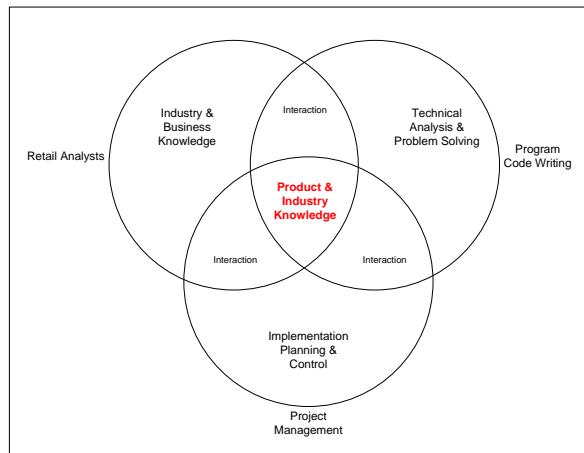 Interaction
Industry &
Business
Knowledge
Technical
Analysis &
Problem Solving
Retail Analysts
Program
Code Writing
Product &
Industry
Knowledge
Interaction
Interaction
Implementation
Planning &
Control
Project
Management